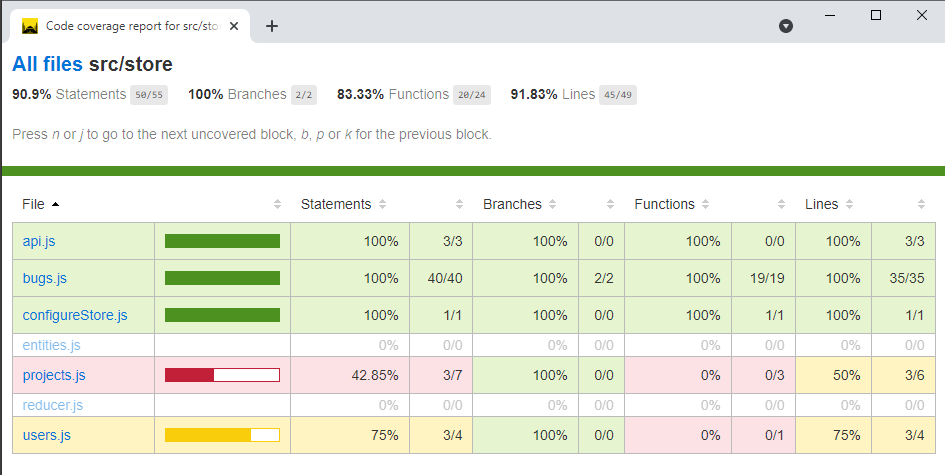 Code coverage report for src/sto
All files src/store
90.9% Statements 50/55 100% Branches 2/2 83.33% Functions 20/24 91.83% Lines 45/49
Press n or j to go to the next uncovered block, b, p or k for the previous block.
File Statements Branches Functions Lines
api.js 100% 3/3 100% 0/0 100% 0/0 100% 3/3
bugs.js 100% 40/40 100% 2/2 100% 19/19 100% 35/35
configureStore.js 100% 1/1 100% 0/0 100% 1/1 100% 1/1
entities.js 0% 0/0 0% 0/0 0% 0/0 0% 0/0
projects.js 42.85% 3/7 100% 0/0 0% 0/3 50% 3/6
reducer.js 0% 0/0 0% 0/0 0% 0/0 0% 0/0
users.js 75% 3/4 100% 0/0 0% 0/1 75% 3/4